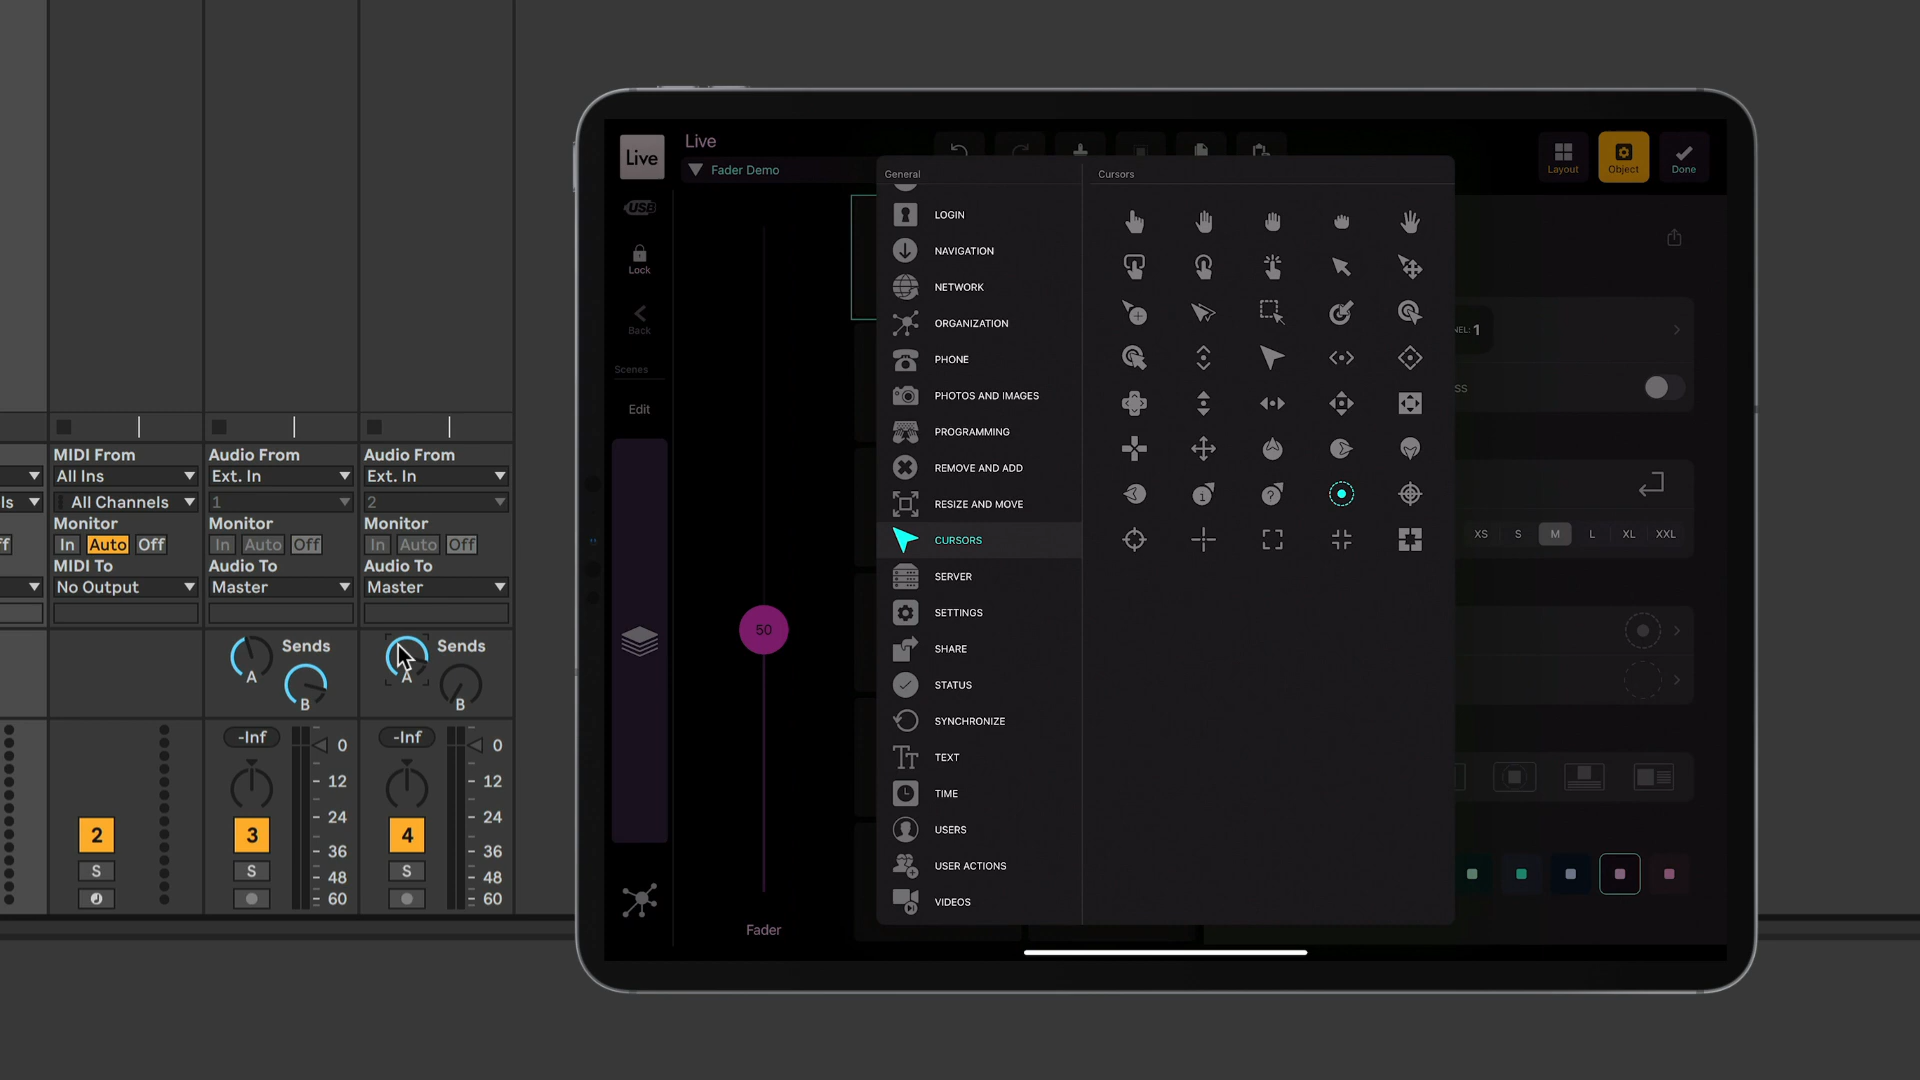 MIDI From
All Ins
All Channels
Monitor
In Auto Off
MIDI To
No Output
2
S
Audio From
Ext. In
1
Monitor
In Auto Off
Audio To
Master
Sends
A
B
-Inf
0
12
24
36
48
60
3
S
Audio From
Ext. In
2
Monitor
In Auto Off
Audio To
Master
Sends
A
B
-Inf
0
12
24
36
48
60
4
S
Live
Live
Fader Demo
USB
Lock
Back
Scenes
Edit
50
Fader
General
LOGIN
NAVIGATION
NETWORK
ORGANIZATION
PHONE
PHOTOS AND IMAGES
PROGRAMMING
REMOVE AND ADD
RESIZE AND MOVE
CURSORS
SERVER
SETTINGS
SHARE
STATUS
SYNCHRONIZE
TEXT
TIME
USERS
USER ACTIONS
VIDEOS
Cursors
Layout
Object
Done
NEL: 1
SS
XS S M L XL XXL